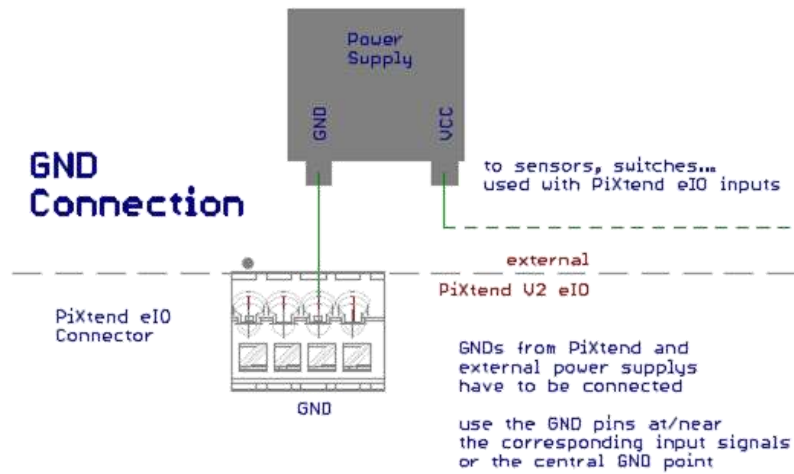 Power
Supply
GND
VCC
GND
Connection
to sensors, switches...
used with PiXtend eIO inputs
external
PiXtend V2 eIO
PiXtend eIO
Connector
GND
GNDs from PiXtend and
external power supplys
have to be connected
use the GND pins at/near
the corresponding input signals
or the central GND point